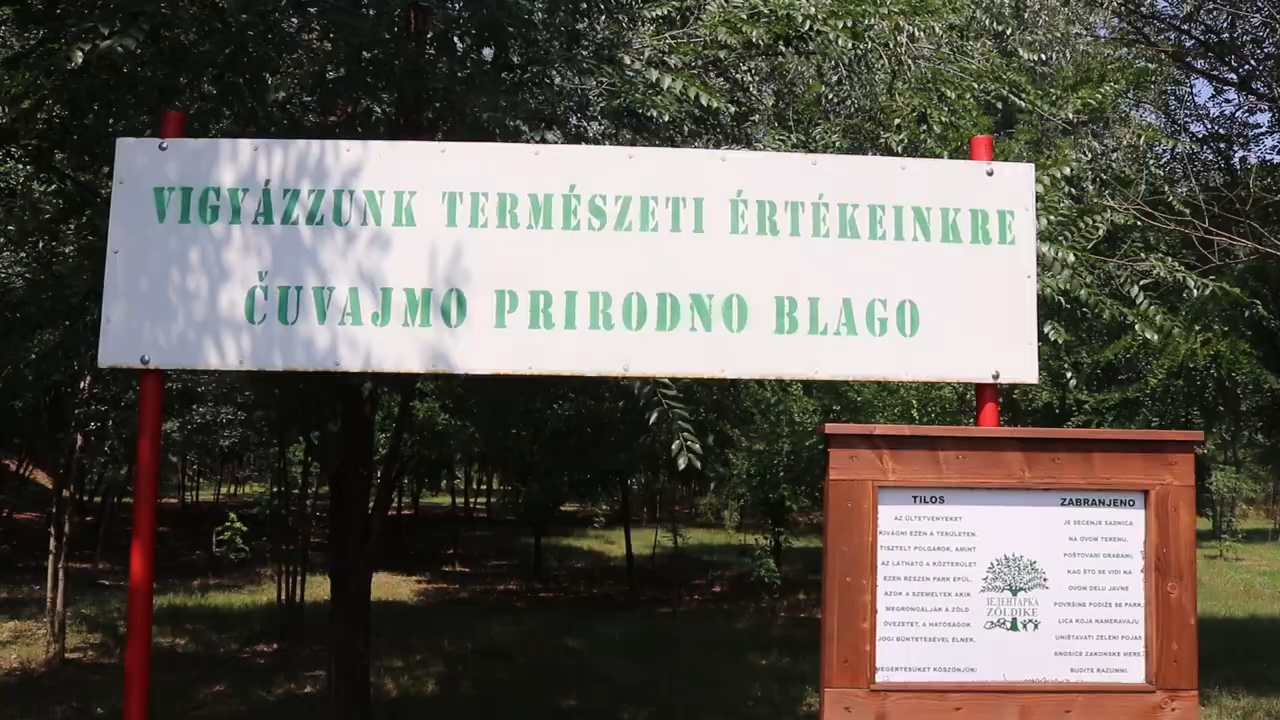 VIGYÁZZUNK TERMÉSZETI ÉRTÉKEINKRE
ČUVAJMO PRIRODNO BLAGO
TILOS
AZ ÜLTETVÉNYEKET
KIVÁGNI EZEN A TERÜLETEN.
TISZTELT POLGÁROK, AMINT
AZ LÁTHATÓ A KÖZTERÜLET
EZEN RÉSZEN PARK ÉPÜL.
AZOK A SZEMÉLYEK AKIK
MEGRONGÁLJÁK A ZÖLD
ÖVEZETET, A HATÓSÁGOK
JOGI BÜNTETÉSÉVEL ÉLNEK.
MEGÉRTÉSÜKET KÖSZÖNJÜK!
ЗЕЛЕНТАРКА
ZÖLDIKE
ZABRANJENO
JE SEČENJE SADNICA
NA OVOM TERENU.
POŠTOVANI GRAĐANI,
KAO ŠTO SE VIDI NA
OVOM DELU JAVNE
POVRŠINE PODIŽE SE PARK.
LICA KOJA NAMERAVAJU
UNIŠTAVATI ZELENI POJAS
SNOSIĆE ZAKONSKE MERE.
BUDITE RAZUMNI.